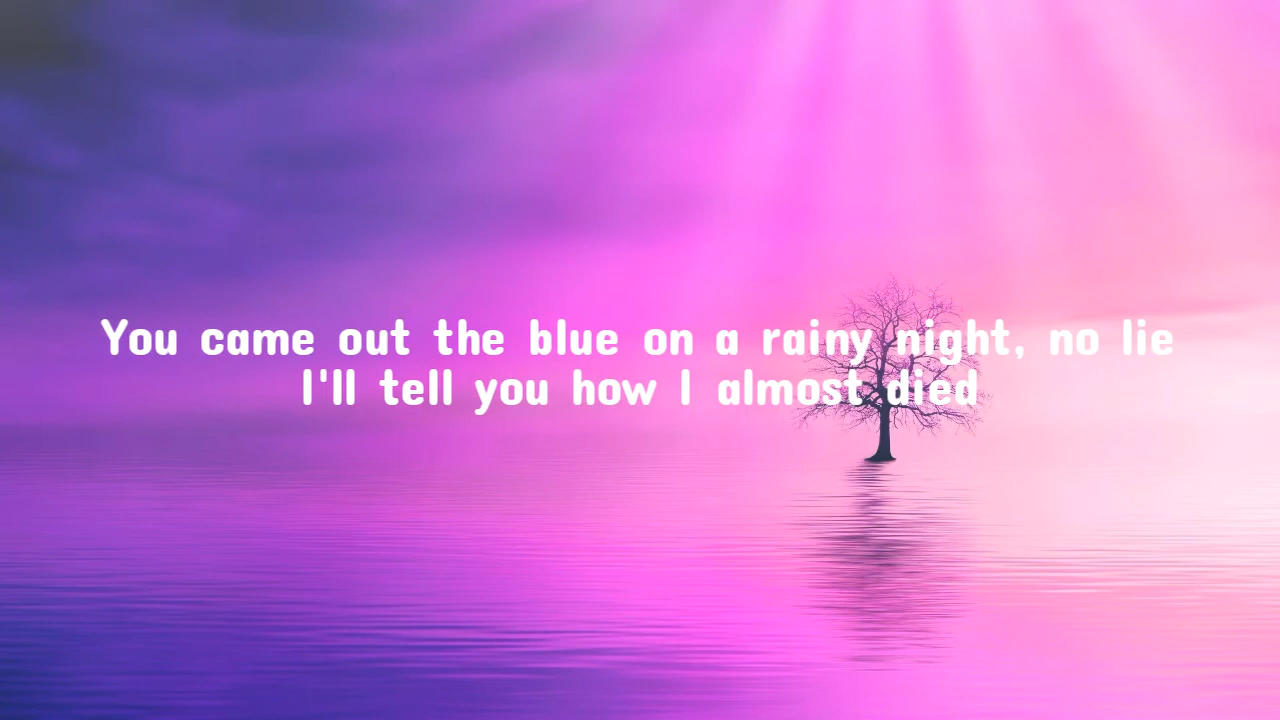 You came out the blue on a rainy night, no lie
I'll tell you how I almost died